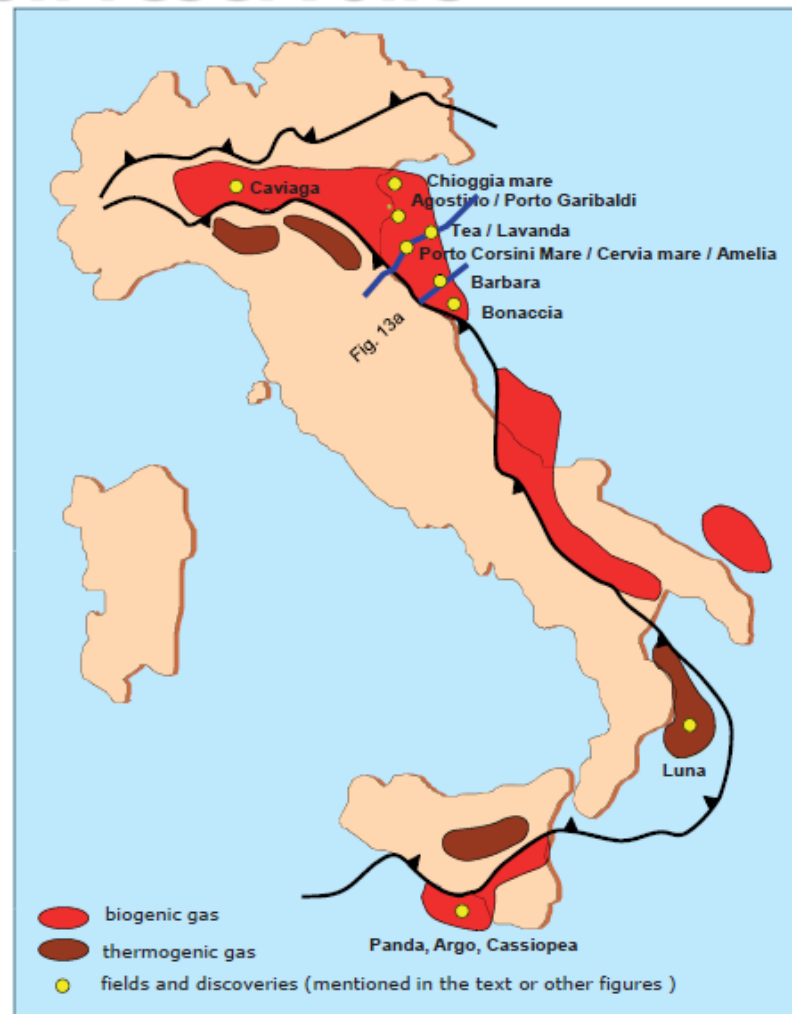 Chioggia mare
Caviaga
Agostino / Porto Garibaldi
Tea / Lavanda
Porto Corsini Mare / Cervia mare / Amelia
Barbara
Bonaccia
Fig. 13a
Luna
Panda, Argo, Cassiopea
biogenic gas
thermogenic gas
fields and discoveries (mentioned in the text or other figures )